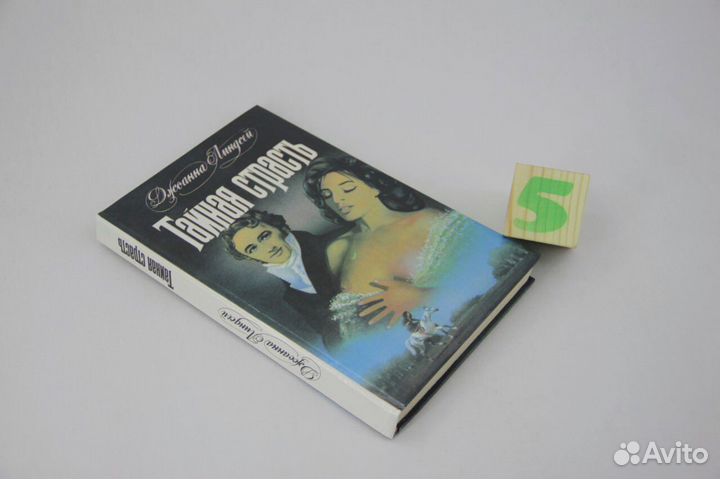 Джоанна Линдсей
Тайная страсть
Тайная страсть
Джоанна Линдсей
5
Avito